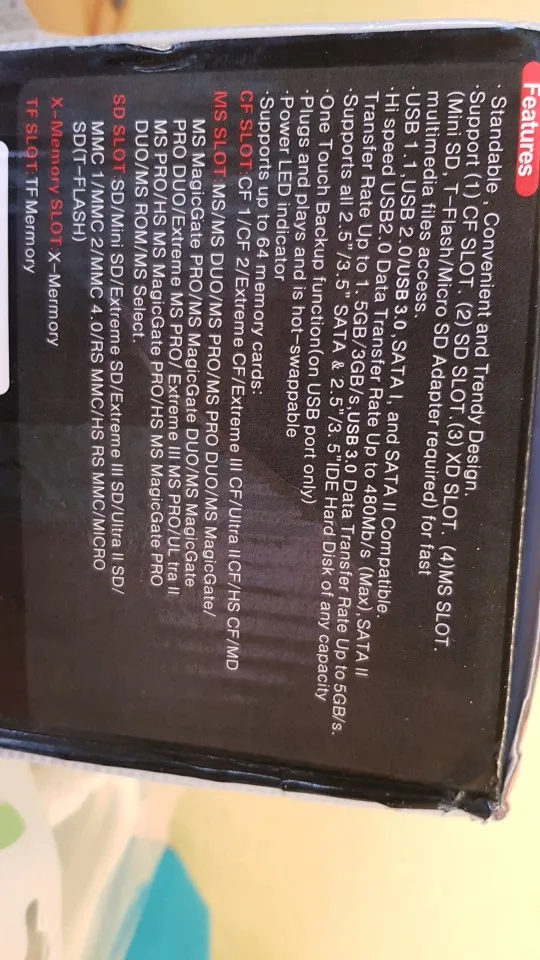 Features
· Standable , Convenient and Trendy Design.
·Support (1) CF SLOT. (2) SD SLOT,(3) XD SLOT. (4)MS SLOT.
(Mini SD, T-Flash/Micro SD Adapter required) for fast
multimedia files access.
·USB 1.1 ,USB 2.0/USB 3.0 ,SATA I, and SATA II Compatible.
·Hi speed USB2.0 Data Transfer Rate Up to 480Mb/s (Max),SATA II
Transfer Rate Up to 1. 5GB/3GB/s,USB3.0 Data Transfer Rate Up to 5GB/s.
·Supports all 2.5"/3.5" SATA & 2.5"/3. 5"IDE Hard Disk of any capacity
·One Touch Backup function(on USB port only)
·Plugs and plays and is hot-swappable
·Power LED indicator
·Supports up to 64 memory cards:
CF SLOT:CF 1/CF 2/Extreme CF/Extreme III CF/Ultra IICF/HS CF/MD
MS SLOT:MS/MS DUO/MS PRO/MS PRO DUO/MS MagicGate/
MS MagicGate PRO/MS MagicGate DUO/MS MagicGate
PRO DUO/Extreme MS PRO/ Extreme III MS PRO/UL tra II
MS PRO/HS MS MagicGate PRO/HS MS MagicGate PRO
DUO/MS ROM/MS Select.
SD SLOT:SD/Mini SD/Extreme SD/Extreme III SD/Ultra II SD/
MMC 1/MMC 2/MMC 4.0/RS MMC/HS RS MMC/MICRO
SD(T-FLASH)
X-Memory SLOT:X-Mermory
TF SLOT:TF Mermory